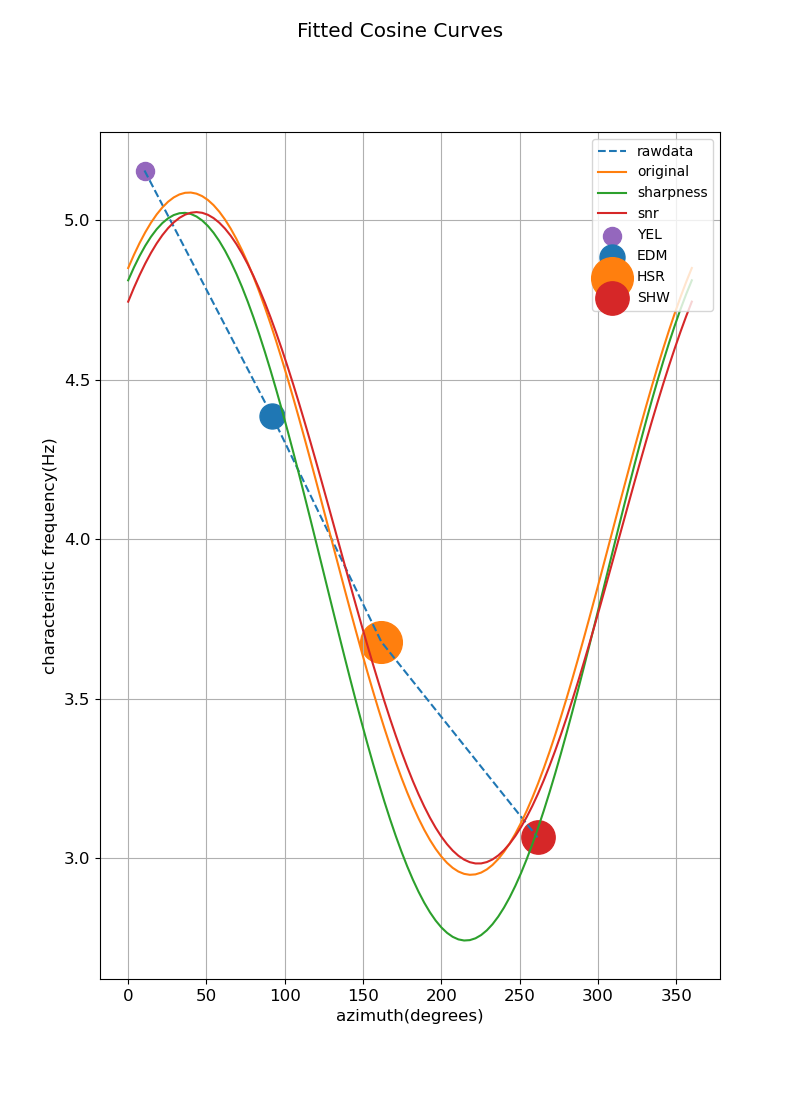 Fitted Cosine Curves
rawdata
original
sharpness
snr
YEL
EDM
HSR
SHW
characteristic frequency(Hz)
5.0
4.5
4.0
3.5
3.0
0 50 100 150 200 250 300 350
azimuth(degrees)